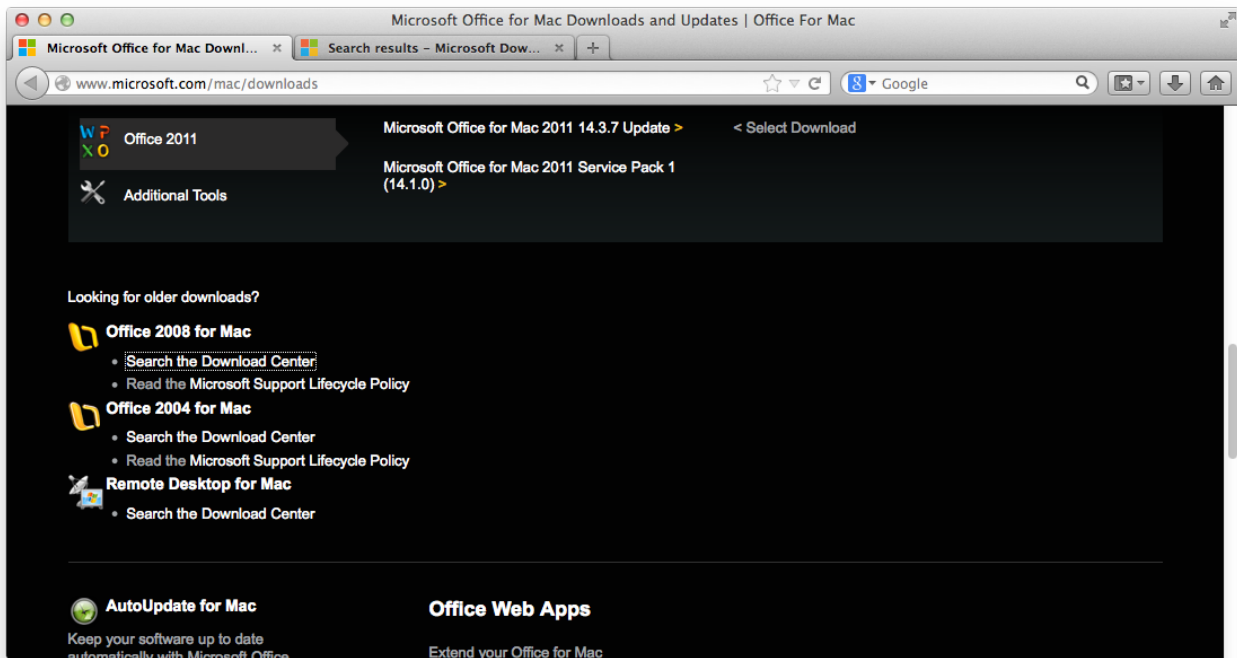 Microsoft Office for Mac Downloads and Updates | Office For Mac
Microsoft Office for Mac Downl...
Search results - Microsoft Dow...
www.microsoft.com/mac/downloads
Google
Office 2011
Additional Tools
Microsoft Office for Mac 2011 14.3.7 Update >
Microsoft Office for Mac 2011 Service Pack 1
(14.1.0) >
< Select Download
Looking for older downloads?
Office 2008 for Mac
• Search the Download Center
• Read the Microsoft Support Lifecycle Policy
Office 2004 for Mac
• Search the Download Center
• Read the Microsoft Support Lifecycle Policy
Remote Desktop for Mac
• Search the Download Center
AutoUpdate for Mac
Keep your software up to date
automatically with Microsoft Office
Office Web Apps
Extend your Office for Mac